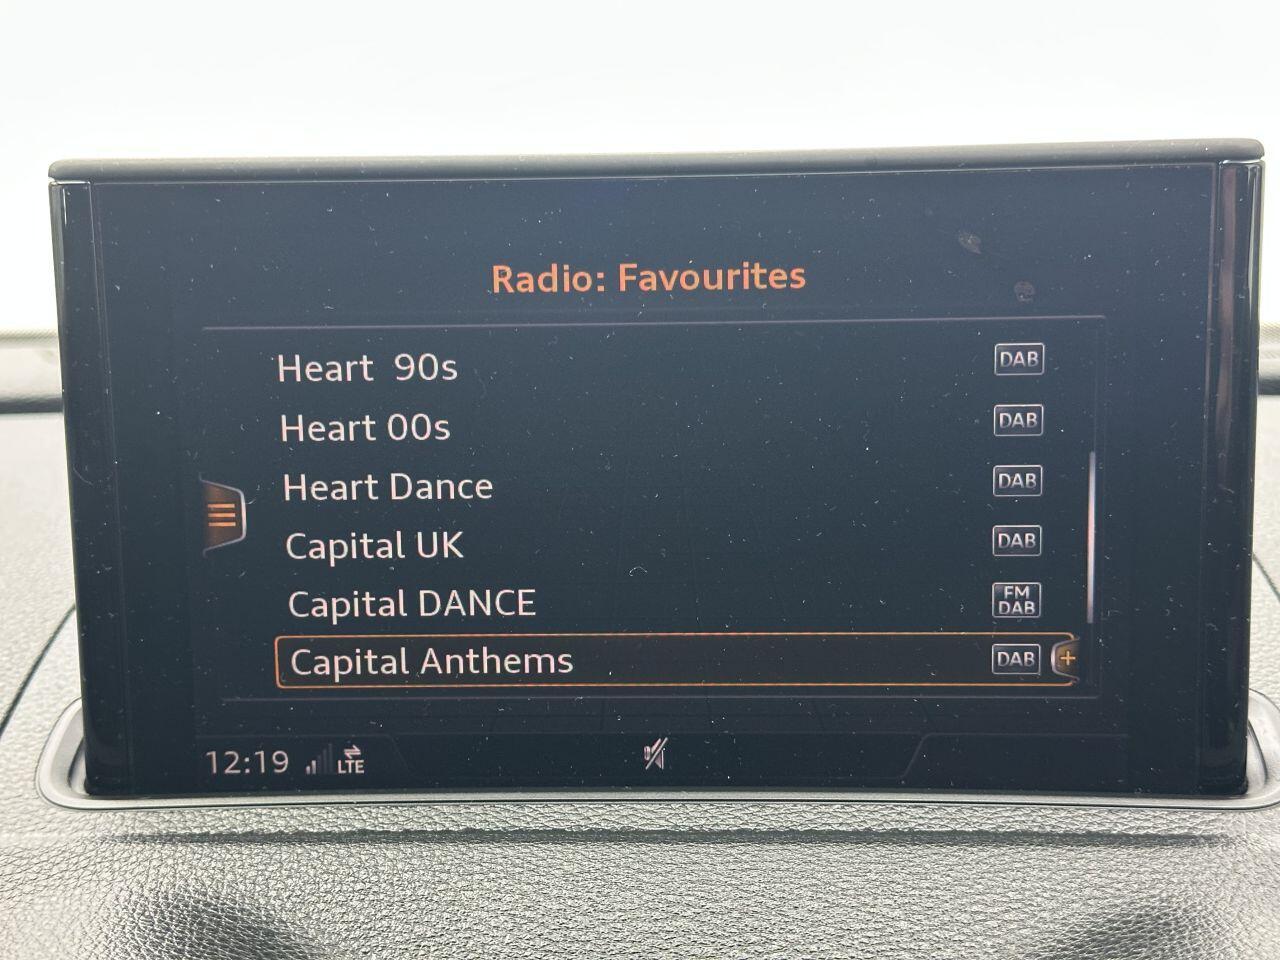 Radio: Favourites
Heart 90s DAB
Heart 00s DAB
Heart Dance DAB
Capital UK DAB
Capital DANCE FM DAB
Capital Anthems DAB +
12:19 LTE